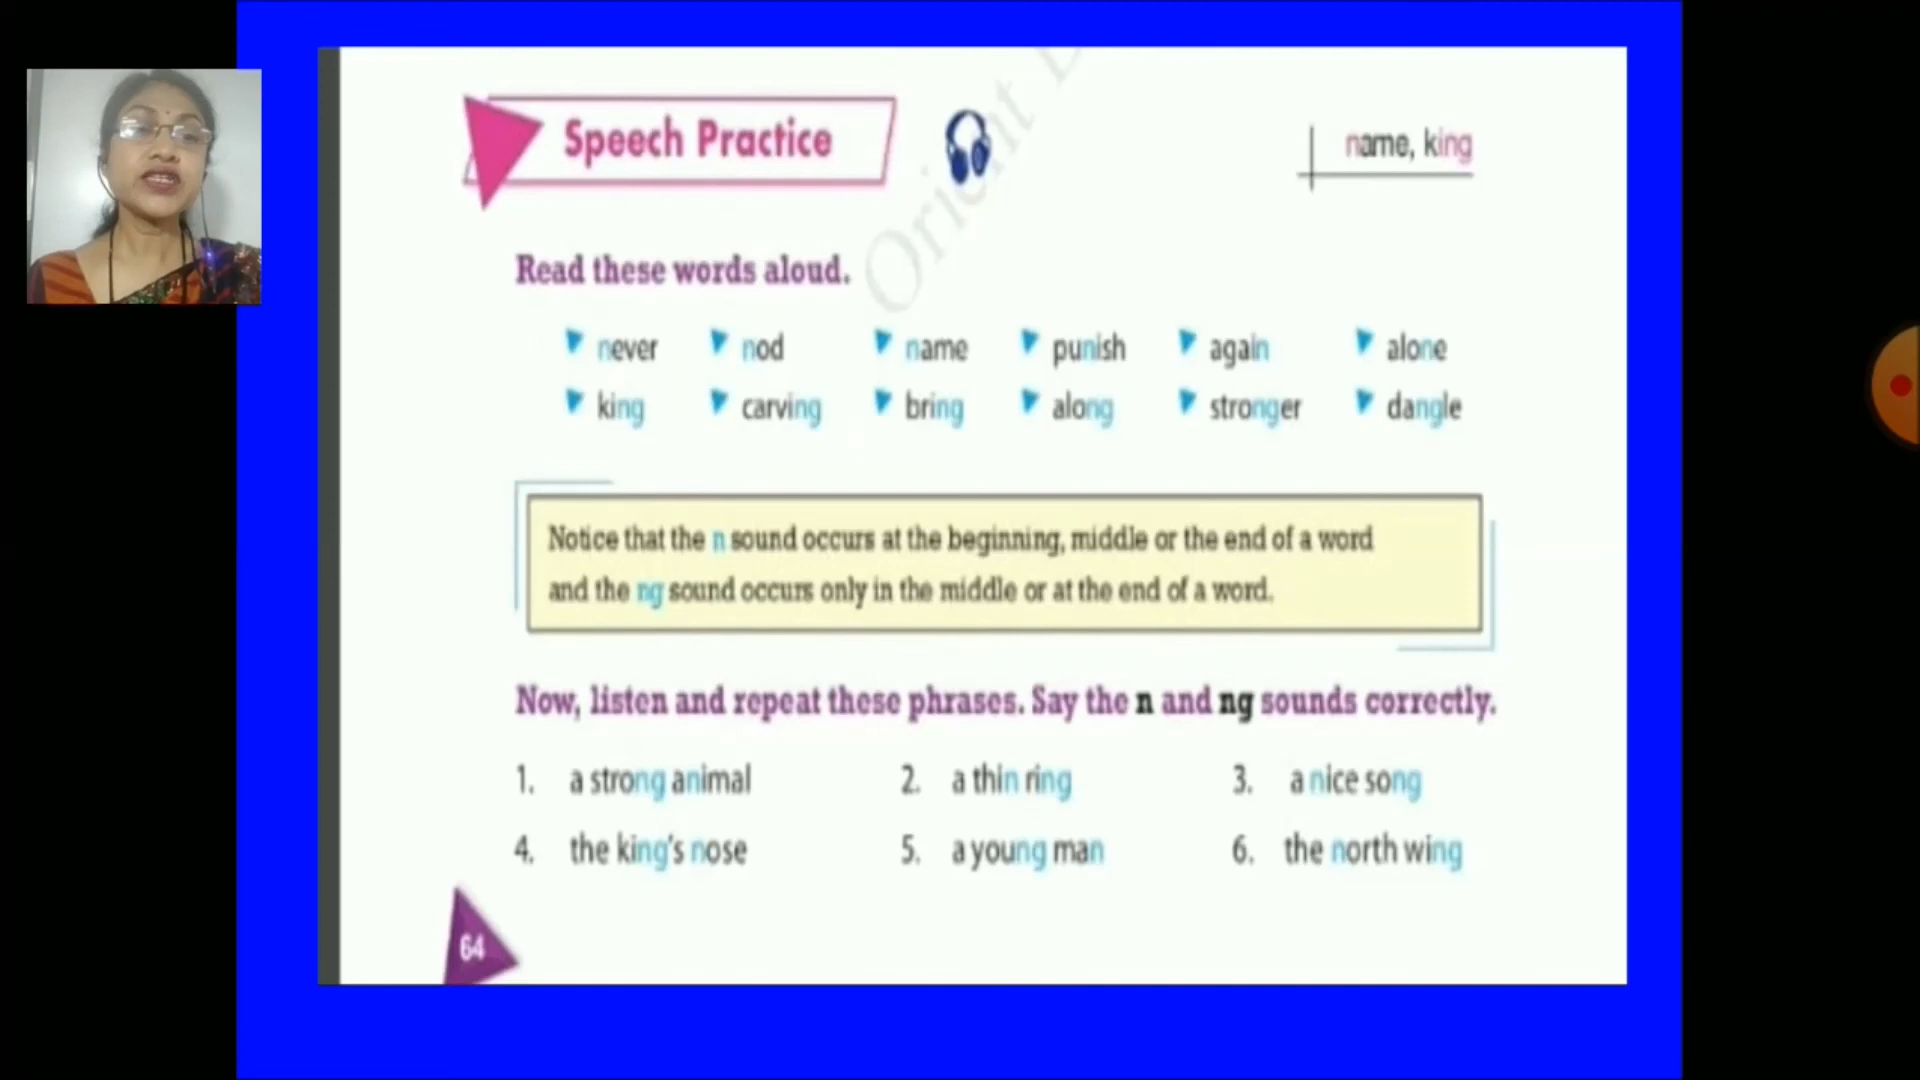 Speech Practice
name, king
Orient
Read these words aloud.
never nod name punish again alone
king carving bring along stronger dangle
Notice that the n sound occurs at the beginning, middle or the end of a word
and the ng sound occurs only in the middle or at the end of a word.
Now, listen and repeat these phrases. Say the n and ng sounds correctly.
1. a strong animal 2. a thin ring 3. a nice song
4. the king's nose 5. a young man 6. the north wing
64